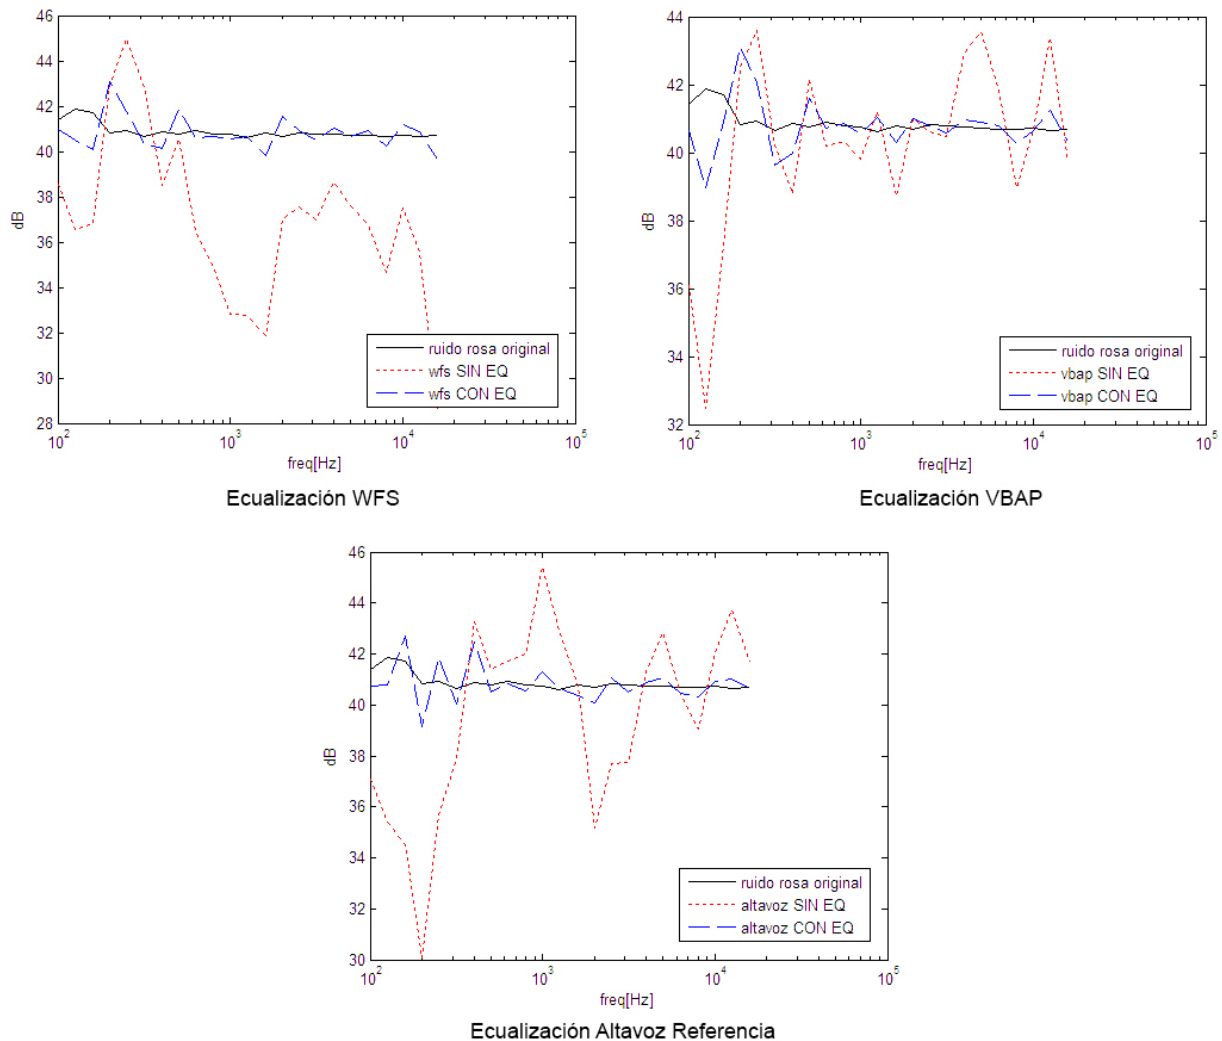 46
44
42
40
38
36
34
32
30
28
dB
10^2
10^3
10^4
10^5
freq[Hz]
ruido rosa original
wfs SIN EQ
wfs CON EQ
Ecualización WFS
44
42
40
38
36
34
32
dB
10^2
10^3
10^4
10^5
freq[Hz]
ruido rosa original
vbap SIN EQ
vbap CON EQ
Ecualización VBAP
46
44
42
40
38
36
34
32
30
dB
10^2
10^3
10^4
10^5
freq[Hz]
ruido rosa original
altavoz SIN EQ
altavoz CON EQ
Ecualización Altavoz Referencia